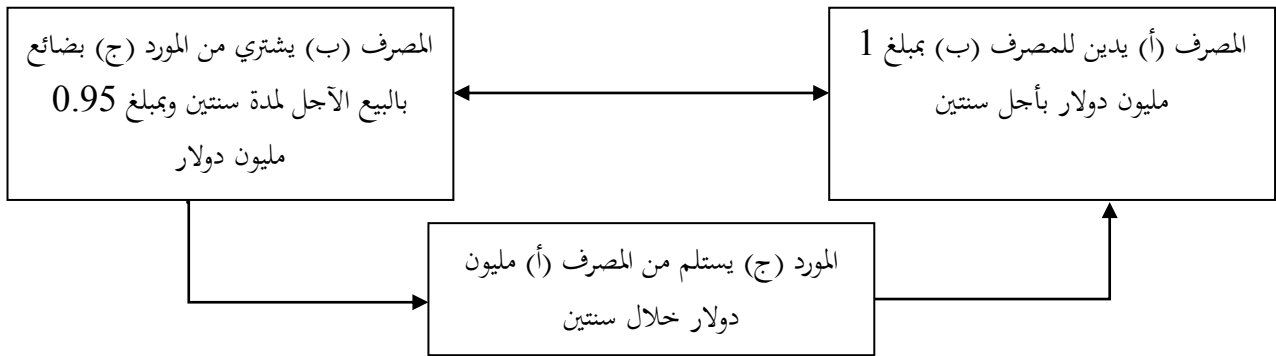 المصرف (أ) يدين للمصرف (ب) بمبلغ 1
مليون دولار بأجل سنتين
المصرف (ب) يشتري من المورد (ج) بضائع
بالبيع الآجل لمدة سنتين وبمبلغ 0.95
مليون دولار
المورد (ج) يستلم من المصرف (أ) مليون
دولار خلال سنتين